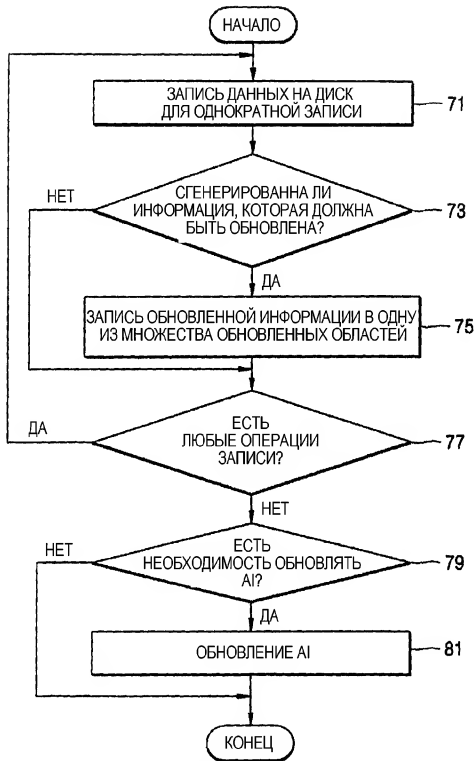 НАЧАЛО
ЗАПИСЬ ДАННЫХ НА ДИСК
ДЛЯ ОДНОКРАТНОЙ ЗАПИСИ
71
СГЕНЕРИРОВАННА ЛИ
ИНФОРМАЦИЯ, КОТОРАЯ ДОЛЖНА
БЫТЬ ОБНОВЛЕНА?
73
НЕТ
ДА
ЗАПИСЬ ОБНОВЛЕННОЙ ИНФОРМАЦИИ В ОДНУ
ИЗ МНОЖЕСТВА ОБНОВЛЕННЫХ ОБЛАСТЕЙ
75
ДА
ЕСТЬ
ЛЮБЫЕ ОПЕРАЦИИ
ЗАПИСИ?
77
НЕТ
НЕТ
ЕСТЬ
НЕОБХОДИМОСТЬ ОБНОВЛЯТЬ
AI?
79
ДА
ОБНОВЛЕНИЕ AI
81
КОНЕЦ